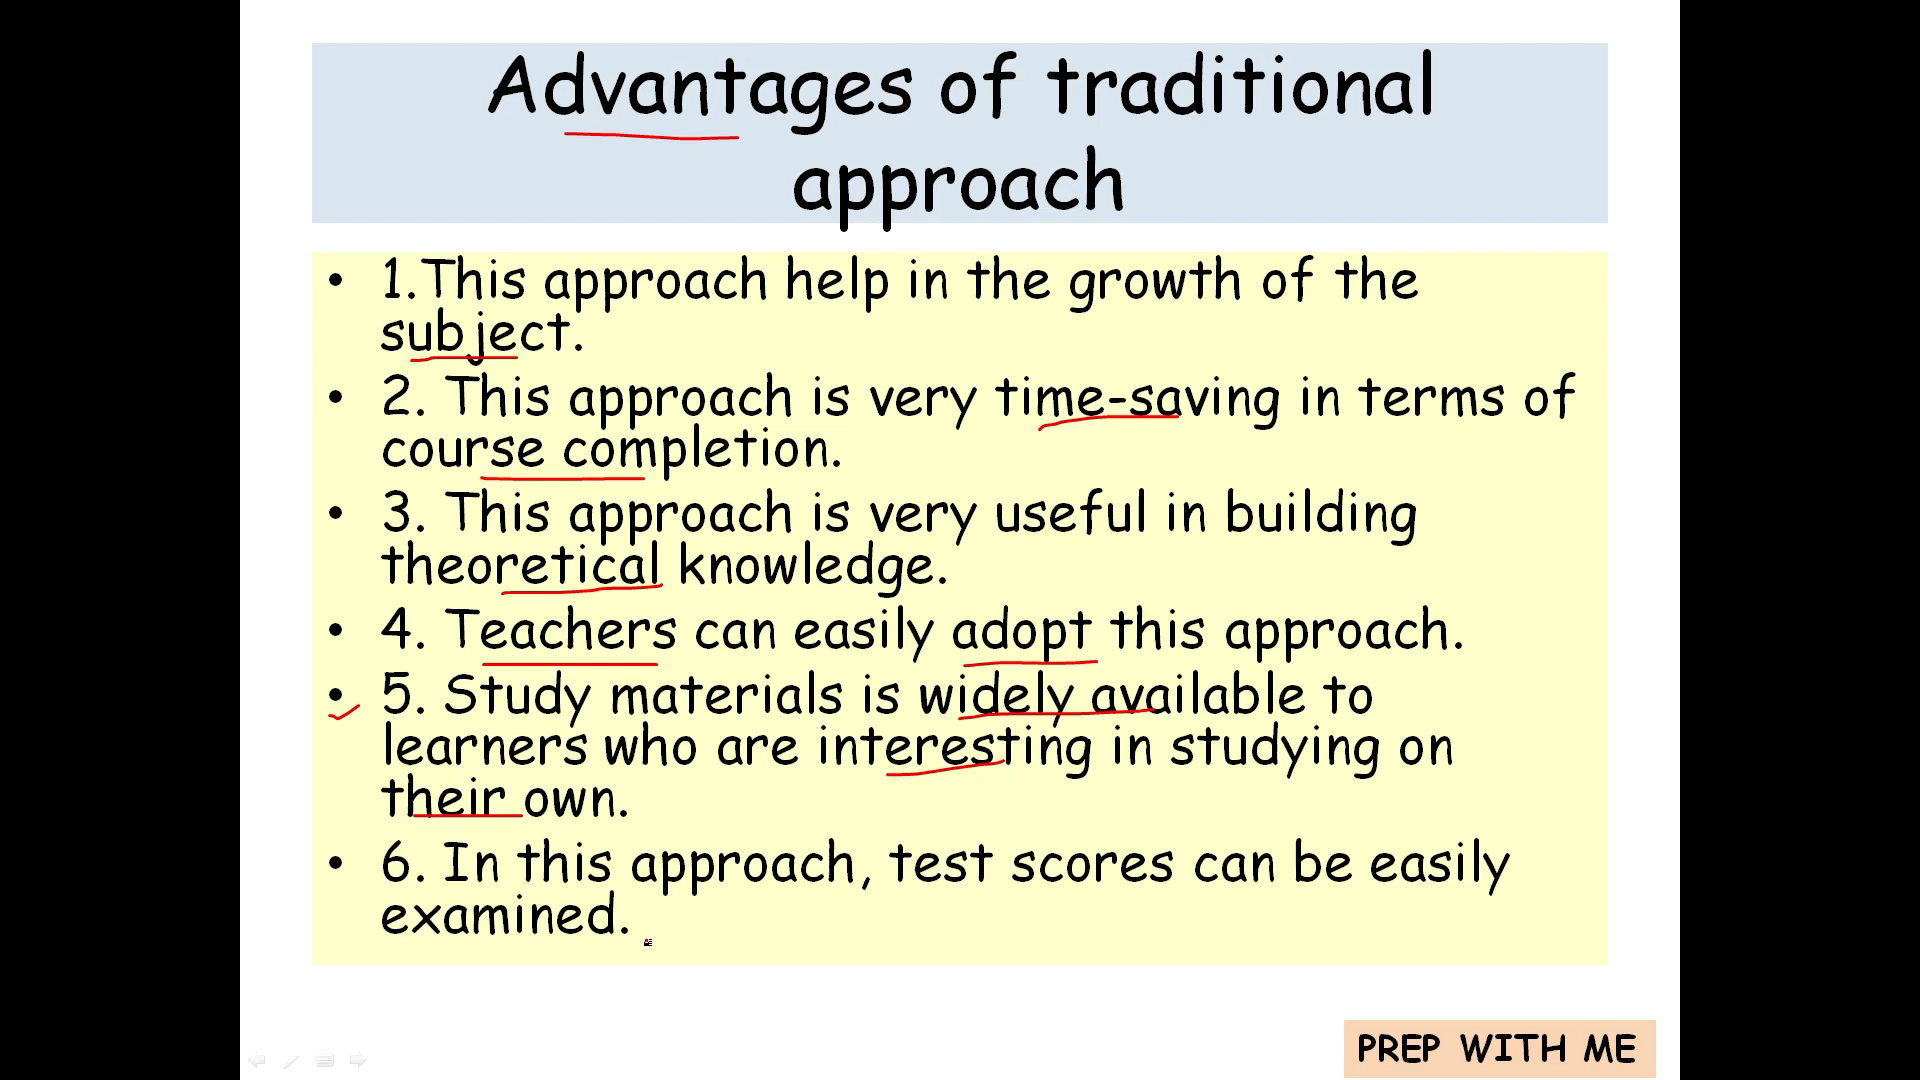 Advantages of traditional
approach
• 1.This approach help in the growth of the
subject.
• 2. This approach is very time-saving in terms of
course completion.
• 3. This approach is very useful in building
theoretical knowledge.
• 4. Teachers can easily adopt this approach.
• 5. Study materials is widely available to
learners who are interesting in studying on
their own.
• 6. In this approach, test scores can be easily
examined.
PREP WITH ME